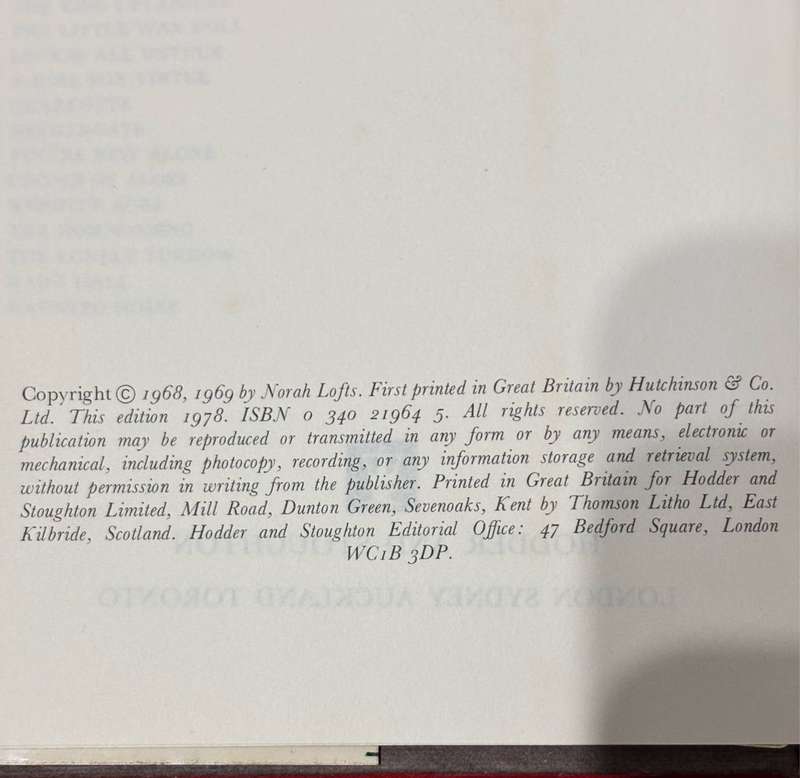 Copyright © 1968, 1969 by Norah Lofts. First printed in Great Britain by Hutchinson & Co.
Ltd. This edition 1978. ISBN 0 340 21964 5. All rights reserved. No part of this
publication may be reproduced or transmitted in any form or by any means, electronic or
mechanical, including photocopy, recording, or any information storage and retrieval system,
without permission in writing from the publisher. Printed in Great Britain for Hodder and
Stoughton Limited, Mill Road, Dunton Green, Sevenoaks, Kent by Thomson Litho Ltd, East
Kilbride, Scotland. Hodder and Stoughton Editorial Office: 47 Bedford Square, London
WC1B 3DP.
LONDON SYDNEY AUCKLAND TORONTO